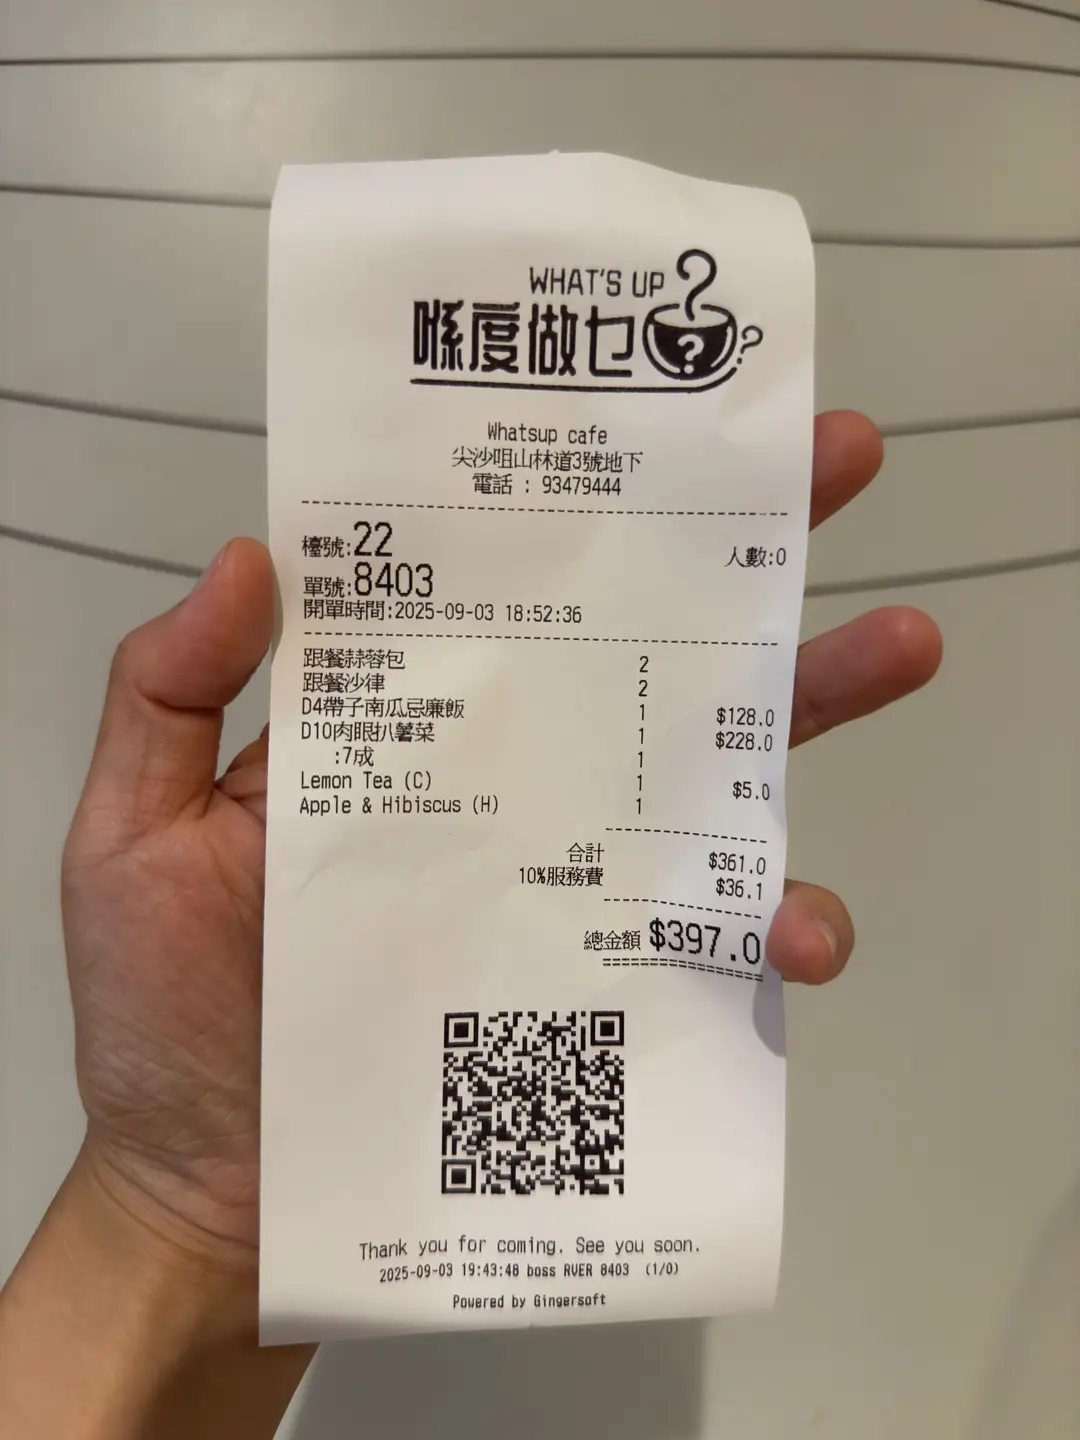 WHAT'S UP
喺度做乜
Whatsup cafe
尖沙咀山林道3號地下
電話 : 93479444
檯號:22
人數:0
單號:8403
開單時間:2025-09-03 18:52:36
跟餐蒜蓉包 2
跟餐沙律 2
D4帶子南瓜忌廉飯 1 $128.0
D10肉眼扒薯菜 1 $228.0
:7成 1
Lemon Tea (C) 1 $5.0
Apple & Hibiscus (H) 1
合計 $361.0
10%服務費 $36.1
總金額 $397.0
Thank you for coming. See you soon.
2025-09-03 19:43:48 boss RVER 8403 (1/0)
Powered by Gingersoft